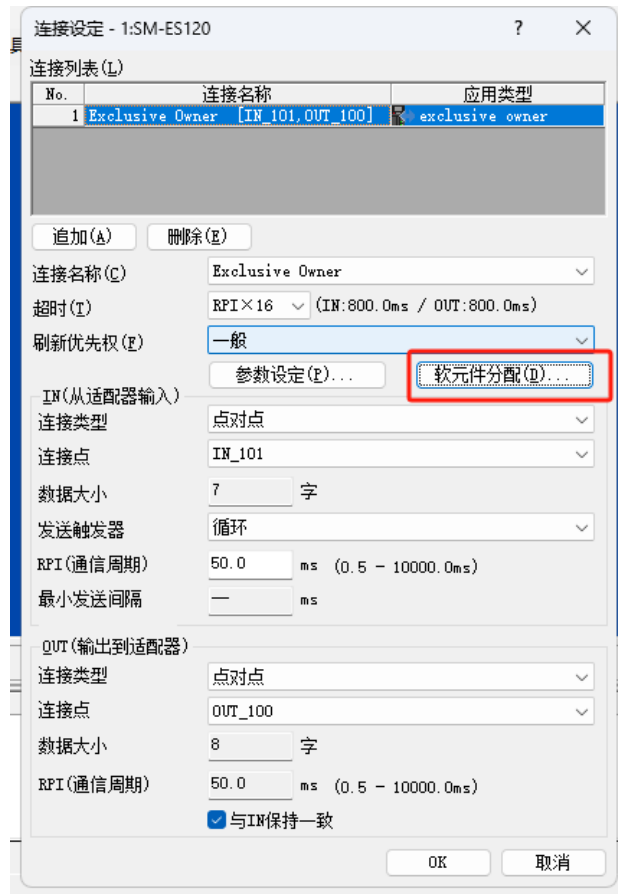 连接设定 - 1:SM-ES120
?
连接列表(L)
No. 连接名称 应用类型
1 Exclusive Owner [IN_101,OUT_100] exclusive owner
追加(A) 删除(E)
连接名称(C) Exclusive Owner
超时(T) RPI×16 (IN:800.0ms / OUT:800.0ms)
刷新优先权(F) 一般
参数设定(P)... 软元件分配(D)...
IN(从适配器输入)
连接类型 点对点
连接点 IN_101
数据大小 7 字
发送触发器 循环
RPI(通信周期) 50.0 ms (0.5 - 10000.0ms)
最小发送间隔 — ms
OUT(输出到适配器)
连接类型 点对点
连接点 OUT_100
数据大小 8 字
RPI(通信周期) 50.0 ms (0.5 - 10000.0ms)
与IN保持一致
OK 取消